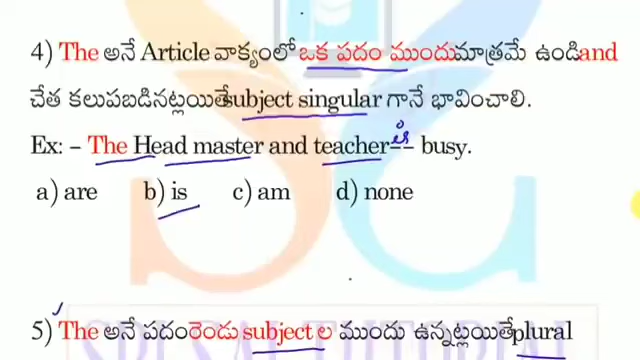 4) The అనే Article వాక్యంలో ఒక పదం ముందుమాత్రమే ఉండిand
చేత కలుపబడినట్లయితేsubject singular గానే భావించాలి.
Ex: – The Head master and teacher-- is busy.
a) are b) is c) am d) none
5) The అనే పదంరెండు subject ల ముందు ఉన్నట్లయితేplural